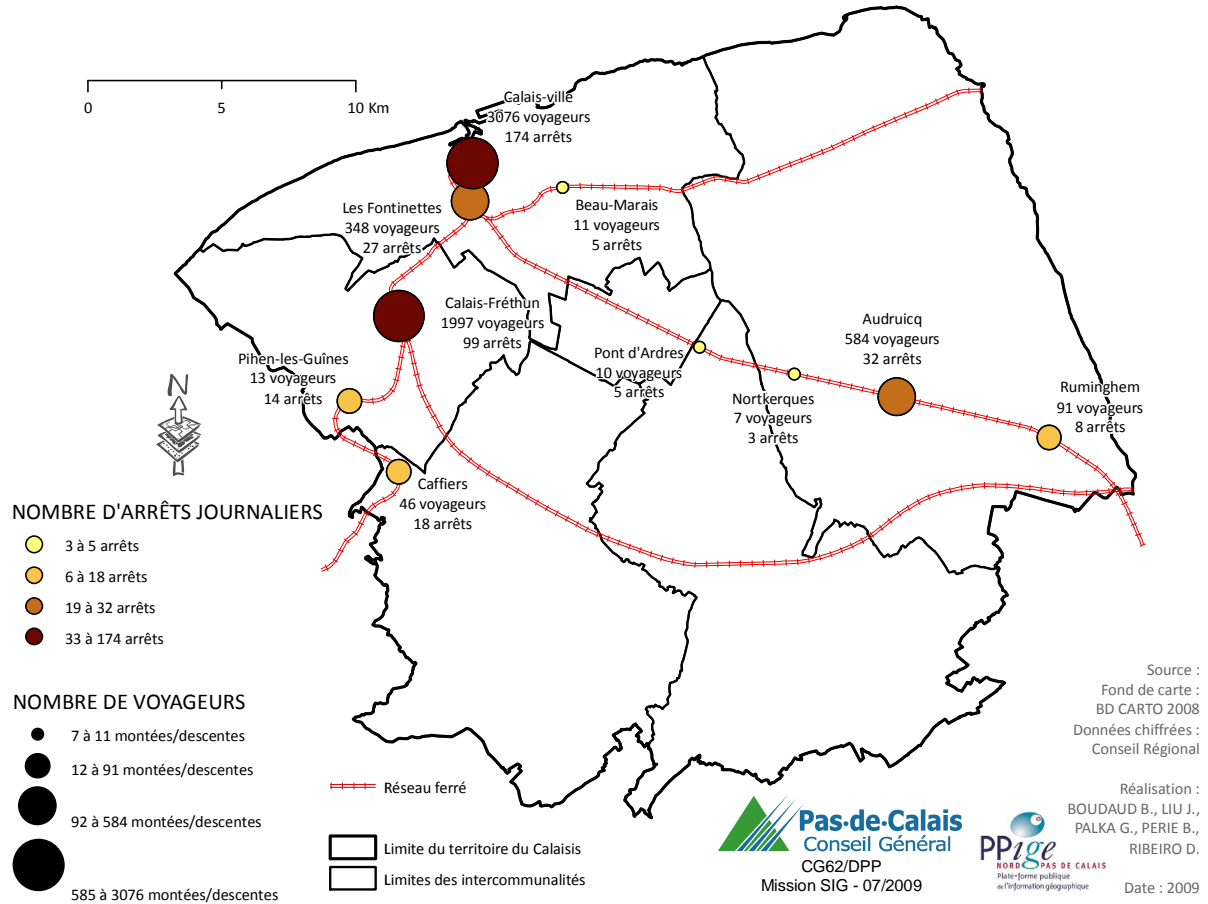 0
5
10 Km
Calais-ville
3076 voyageurs
174 arrêts
Les Fontinettes
348 voyageurs
27 arrêts
Beau-Marais
11 voyageurs
5 arrêts
Calais-Fréthun
1997 voyageurs
99 arrêts
Pihen-les-Guînes
13 voyageurs
14 arrêts
Pont d'Ardres
10 voyageurs
5 arrêts
Audruicq
584 voyageurs
32 arrêts
Nortkerques
7 voyageurs
3 arrêts
Ruminghem
91 voyageurs
8 arrêts
Caffiers
46 voyageurs
18 arrêts
N
NOMBRE D'ARRÊTS JOURNALIERS
3 à 5 arrêts
6 à 18 arrêts
19 à 32 arrêts
33 à 174 arrêts
NOMBRE DE VOYAGEURS
7 à 11 montées/descentes
12 à 91 montées/descentes
92 à 584 montées/descentes
585 à 3076 montées/descentes
Réseau ferré
Limite du territoire du Calaisis
Limites des intercommunalités
Pas-de-Calais
Conseil Général
CG62/DPP
Mission SIG - 07/2009
PPige
NORD PAS DE CALAIS
Plate-forme publique
de l'information géographique
Source :
Fond de carte :
BD CARTO 2008
Données chiffrées :
Conseil Régional
Réalisation :
BOUDAUD B., LIU J.,
PALKA G., PERIE B.,
RIBEIRO D.
Date : 2009